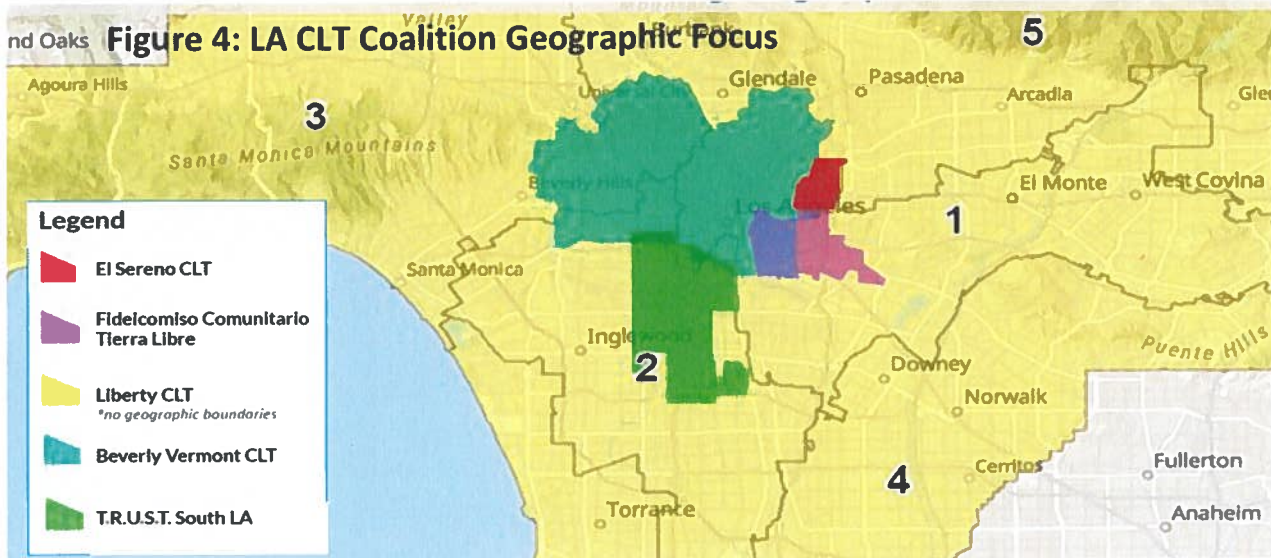 Figure 4: LA CLT Coalition Geographic Focus
nd Oaks
Valley
Burbank
5
Agoura Hills
Glendale
Pasadena
Arcadia
3
Santa Monica Mountains
Beverly Hills
El Monte
West Covina
Los Angeles
1
Legend
El Sereno CLT
Fideicomiso Comunitario
Tierra Libre
Liberty CLT
*no geographic boundaries
Beverly Vermont CLT
T.R.U.S.T. South LA
Santa Monica
Inglewood
2
Downey
Puente Hills
Norwalk
4
Cerritos
Fullerton
Torrance
Anaheim